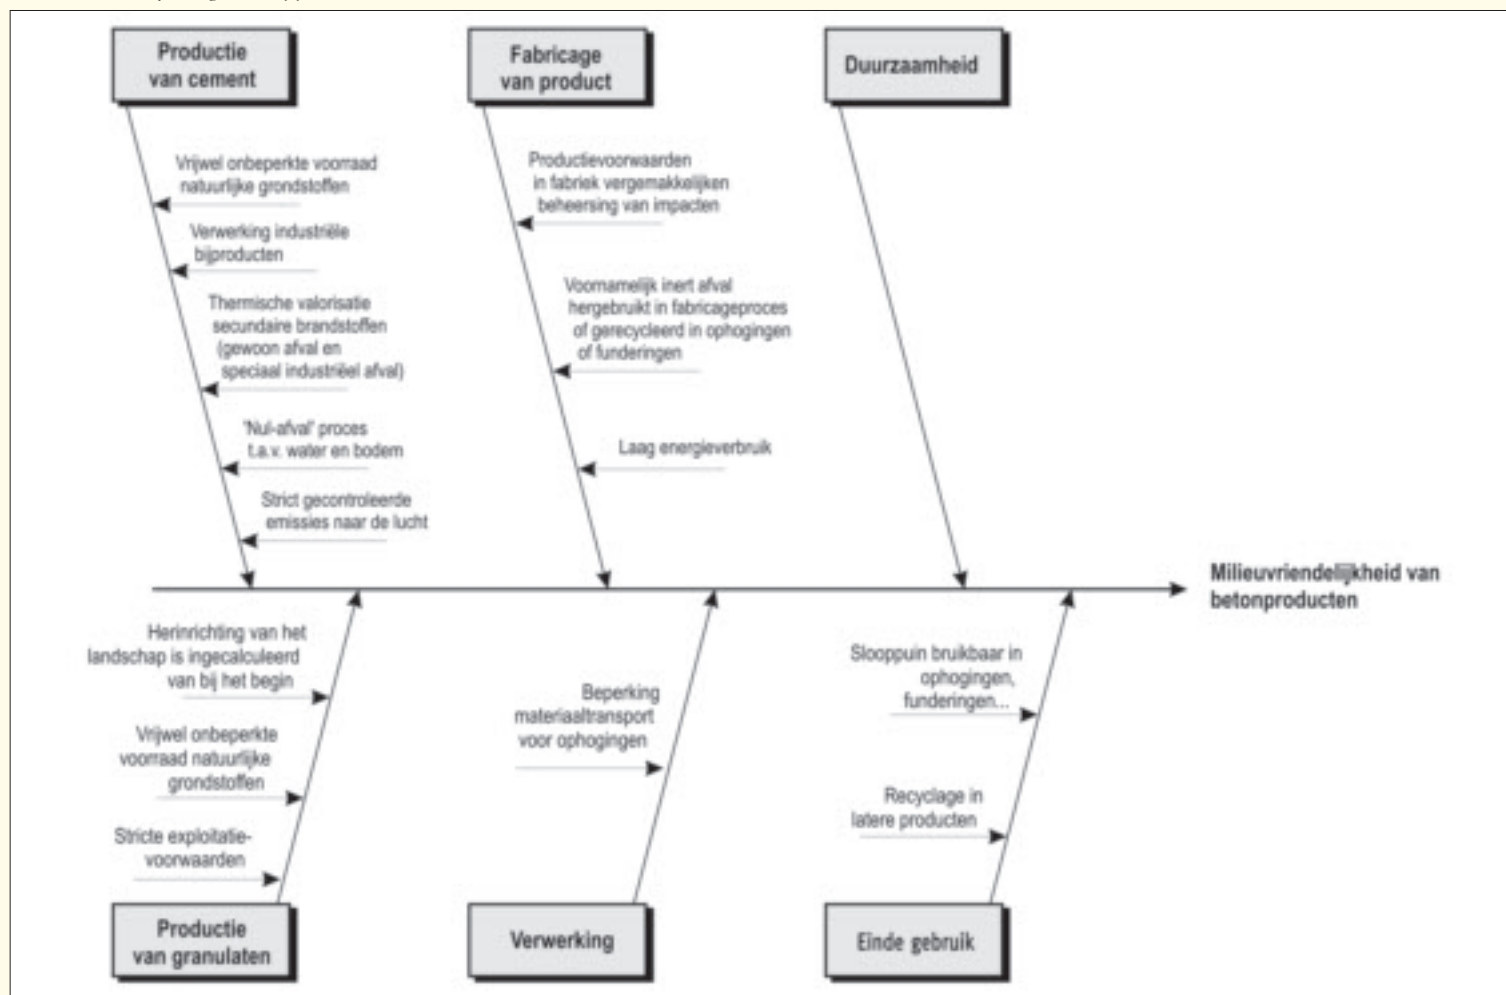 Productie
van cement
Fabricage
van product
Duurzaamheid
Vrijwel onbeperkte voorraad
natuurlijke grondstoffen
Verwerking industriële
bijproducten
Thermische valorisatie
secundaire brandstoffen
(gewoon afval en
speciaal industriëel afval)
'Nul-afval' proces
t.a.v. water en bodem
Strict gecontroleerde
emissies naar de lucht
Productievoorwaarden
in fabriek vergemakkelijken
beheersing van impacten
Voornamelijk inert afval
hergebruikt in fabricageproces
of gerecycleerd in ophogingen
of funderingen
Laag energieverbruik
Milieuvriendelijkheid van
betonproducten
Herinrichting van het
landschap is ingecalculeerd
van bij het begin
Vrijwel onbeperkte
voorraad natuurlijke
grondstoffen
Stricte exploitatie-
voorwaarden
Beperking
materiaaltransport
voor ophogingen
Slooppuin bruikbaar in
ophogingen,
funderingen...
Recyclage in
latere producten
Productie
van granulaten
Verwerking
Einde gebruik